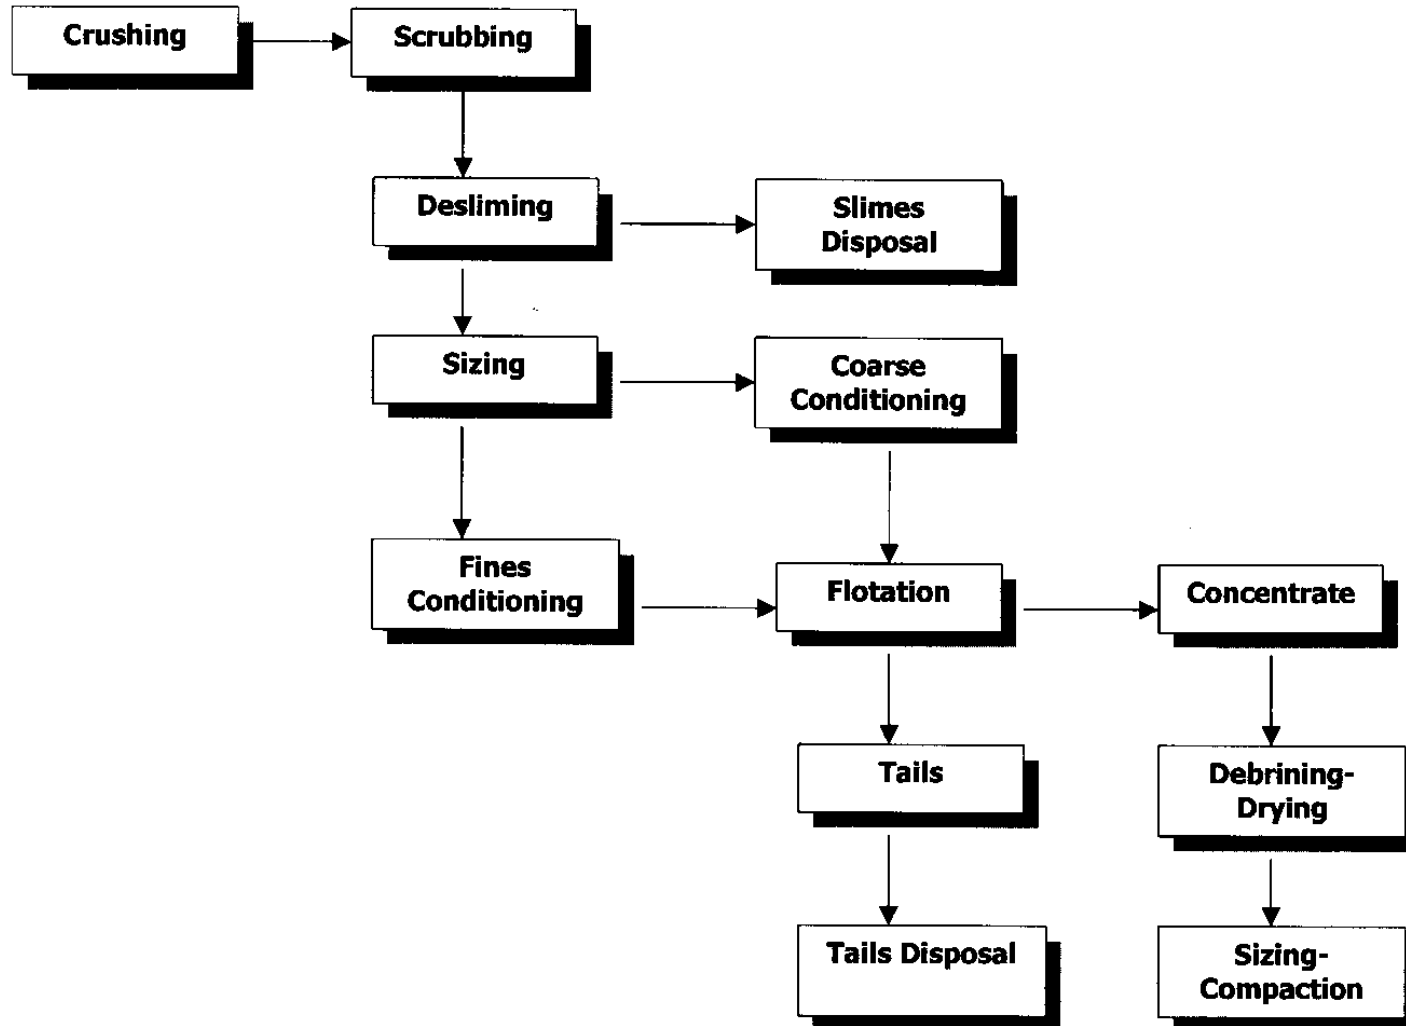 Crushing
Scrubbing
Desliming
Slimes
Disposal
Sizing
Coarse
Conditioning
Fines
Conditioning
Flotation
Concentrate
Tails
Debrining-
Drying
Tails Disposal
Sizing-
Compaction